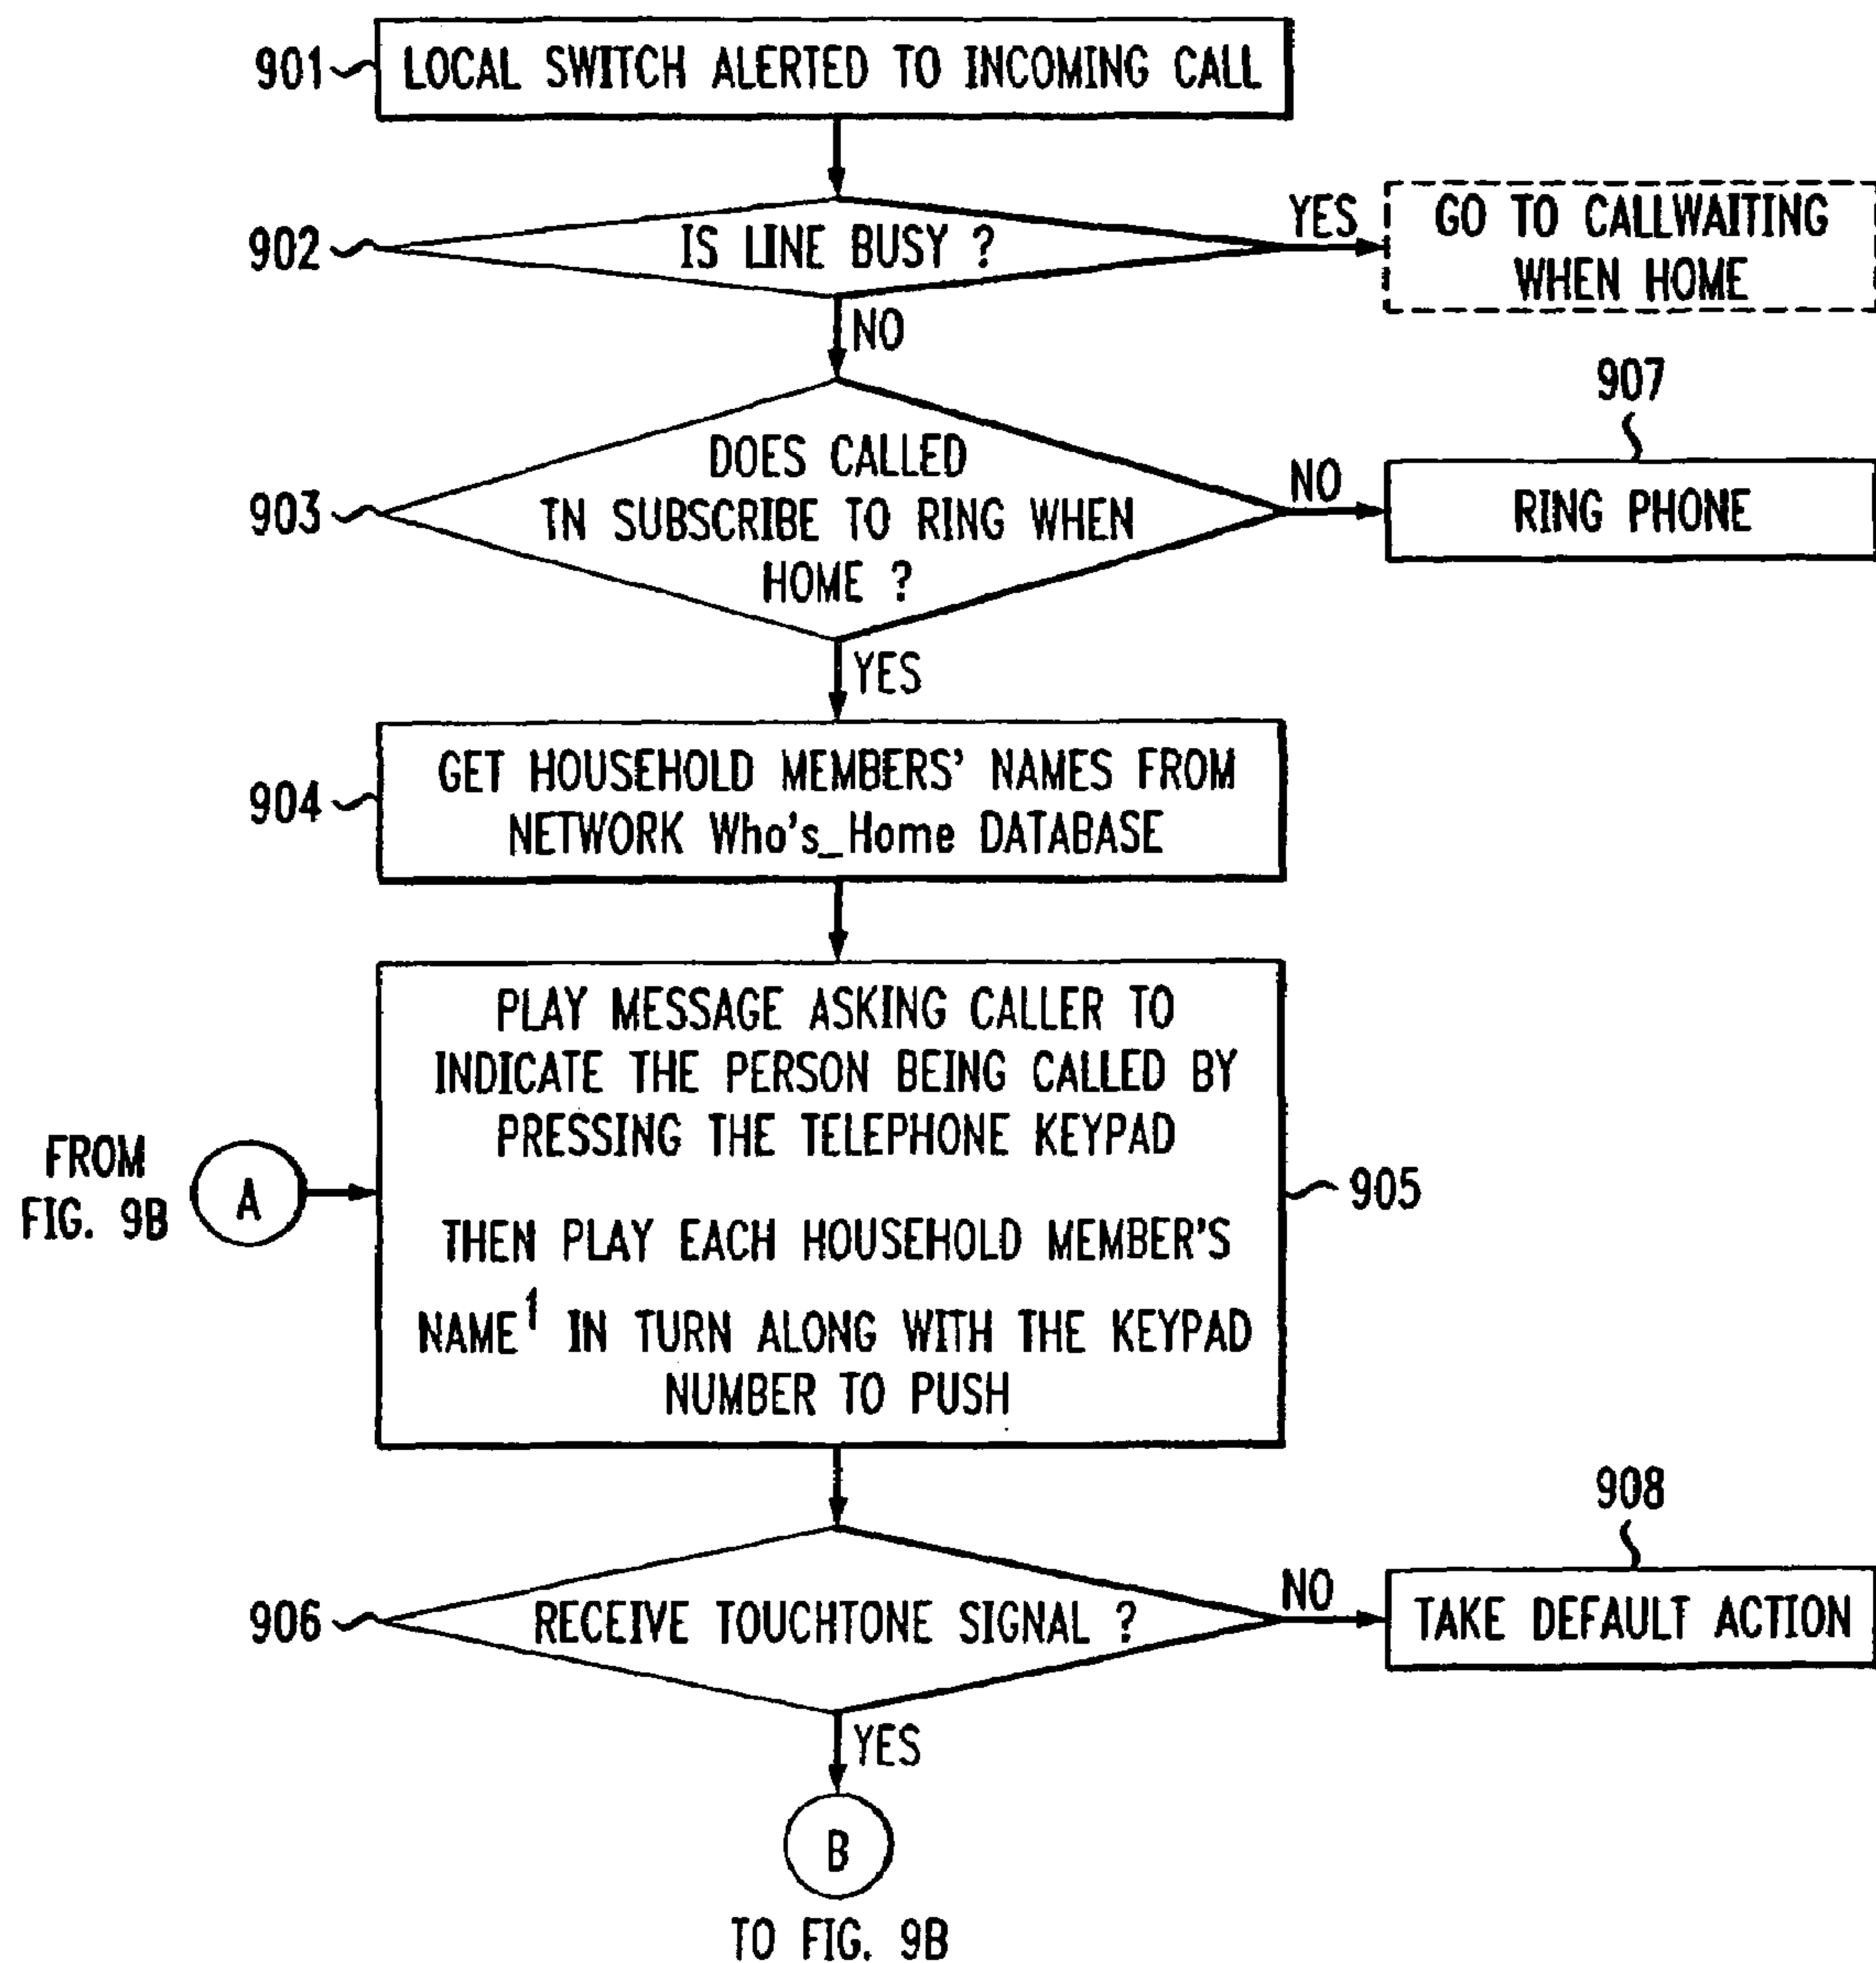 901
LOCAL SWITCH ALERTED TO INCOMING CALL
902
IS LINE BUSY ?
YES
GO TO CALLWAITING
WHEN HOME
NO
907
903
DOES CALLED
TN SUBSCRIBE TO RING WHEN
HOME ?
NO
RING PHONE
YES
904
GET HOUSEHOLD MEMBERS' NAMES FROM
NETWORK Who's_Home DATABASE
FROM
FIG. 9B
A
PLAY MESSAGE ASKING CALLER TO
INDICATE THE PERSON BEING CALLED BY
PRESSING THE TELEPHONE KEYPAD
THEN PLAY EACH HOUSEHOLD MEMBER'S
NAME¹ IN TURN ALONG WITH THE KEYPAD
NUMBER TO PUSH
905
908
906
RECEIVE TOUCHTONE SIGNAL ?
NO
TAKE DEFAULT ACTION
YES
B
TO FIG. 9B